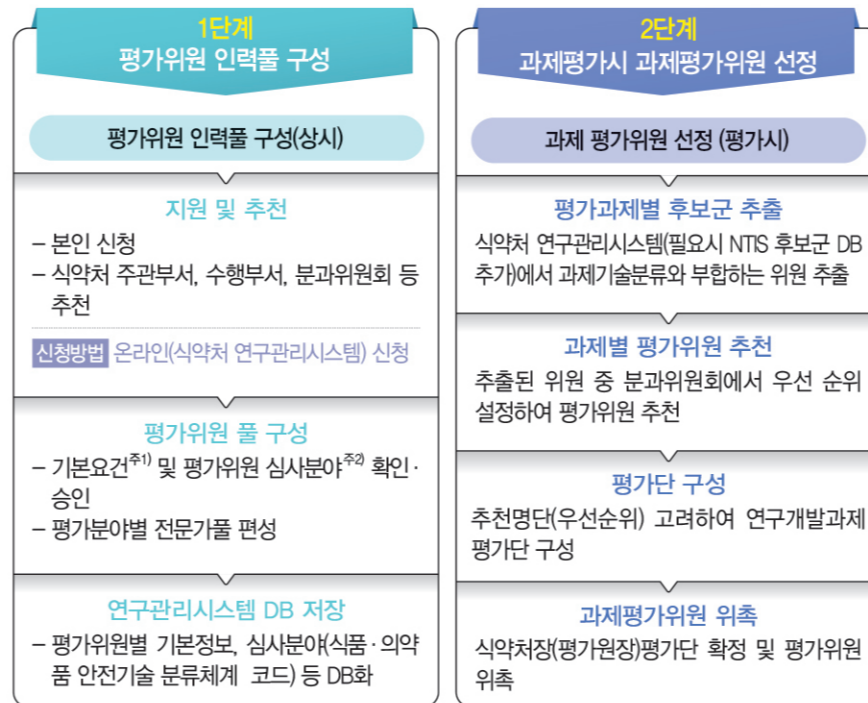 1단계
평가위원 인력풀 구성
평가위원 인력풀 구성(상시)
지원 및 추천
– 본인 신청
– 식약처 주관부서, 수행부서, 분과위원회 등
추천
신청방법 온라인(식약처 연구관리시스템) 신청
평가위원 풀 구성
– 기본요건주1) 및 평가위원 심사분야주2) 확인·
승인
– 평가분야별 전문가풀 편성
연구관리시스템 DB 저장
– 평가위원별 기본정보, 심사분야(식품·의약
품 안전기술 분류체계 코드) 등 DB화
2단계
과제평가시 과제평가위원 선정
과제 평가위원 선정 (평가시)
평가과제별 후보군 추출
식약처 연구관리시스템(필요시 NTIS 후보군 DB
추가)에서 과제기술분류와 부합하는 위원 추출
과제별 평가위원 추천
추출된 위원 중 분과위원회에서 우선 순위
설정하여 평가위원 추천
평가단 구성
추천명단(우선순위) 고려하여 연구개발과제
평가단 구성
과제평가위원 위촉
식약처장(평가원장)평가단 확정 및 평가위원
위촉